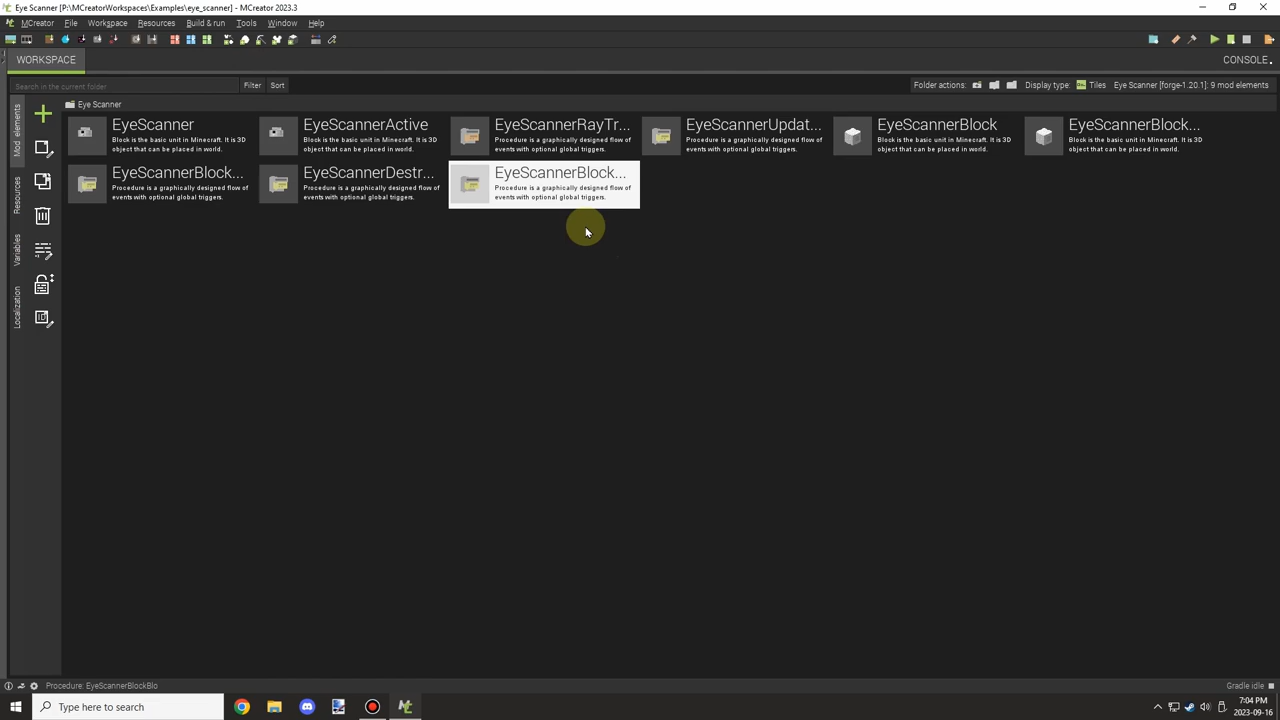 Eye Scanner [P:\MCreatorWorkspaces\Examples\eye_scanner] - MCreator 2023.3
MCreator File Workspace Resources Build & run Tools Window Help
WORKSPACE
CONSOLE
Search in the current folder
Filter
Sort
Folder actions:
Display type:
Tiles
Eye Scanner [forge-1.20.1]: 9 mod elements
Mod elements
Resources
Variables
Localization
Eye Scanner
EyeScanner
Block is the basic unit in Minecraft. It is 3D
object that can be placed in world.
EyeScannerActive
Block is the basic unit in Minecraft. It is 3D
object that can be placed in world.
EyeScannerRayTr...
Procedure is a graphically designed flow of
events with optional global triggers.
EyeScannerUpdat...
Procedure is a graphically designed flow of
events with optional global triggers.
EyeScannerBlock
Block is the basic unit in Minecraft. It is 3D
object that can be placed in world.
EyeScannerBlock...
Block is the basic unit in Minecraft. It is 3D
object that can be placed in world.
EyeScannerBlock...
Procedure is a graphically designed flow of
events with optional global triggers.
EyeScannerDestr...
Procedure is a graphically designed flow of
events with optional global triggers.
EyeScannerBlock...
Procedure is a graphically designed flow of
events with optional global triggers.
Procedure: EyeScannerBlockBlo
Gradle idle
Type here to search
7:04 PM
2023-09-16